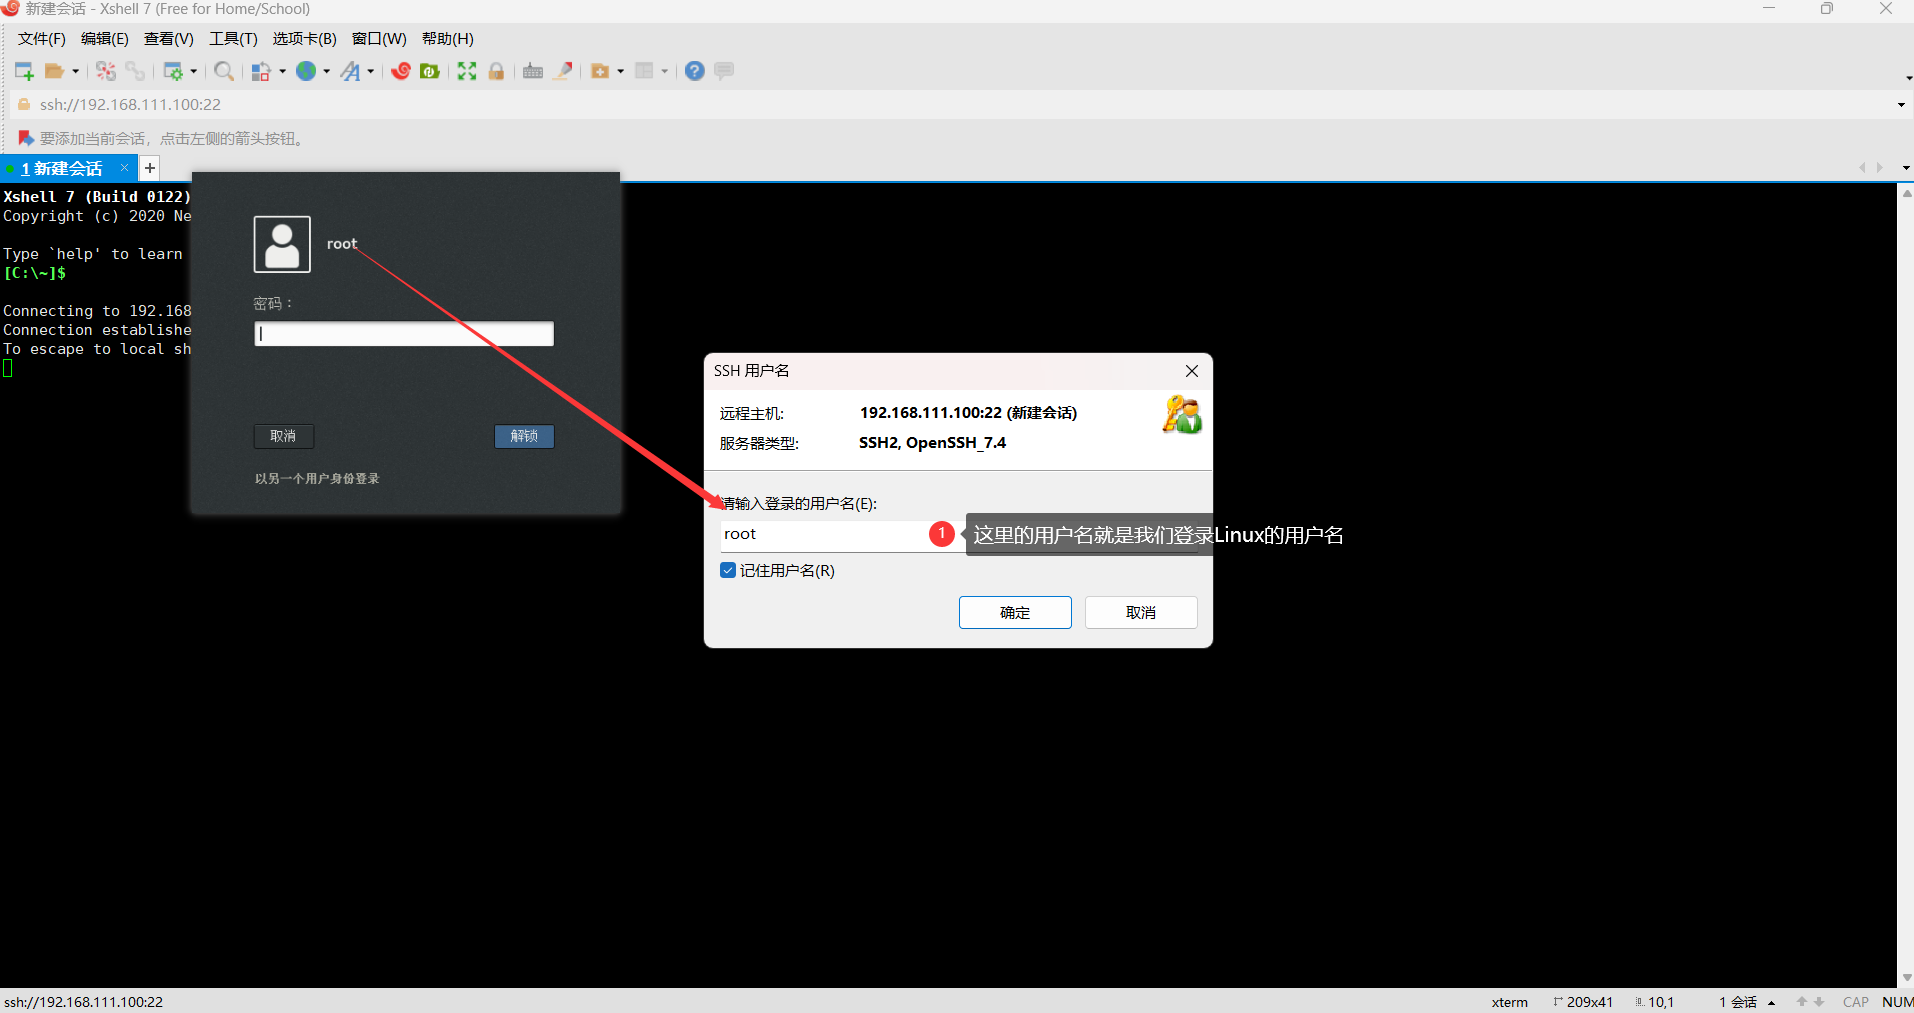 新建会话 - Xshell 7 (Free for Home/School)
文件(F) 编辑(E) 查看(V) 工具(T) 选项卡(B) 窗口(W) 帮助(H)
ssh://192.168.111.100:22
要添加当前会话，点击左侧的箭头按钮。
1 新建会话
Xshell 7 (Build 0122)
Copyright (c) 2020 Ne
Type `help' to learn
[C:\~]$
Connecting to 192.168
Connection establishe
To escape to local sh
root
密码：
取消 解锁
以另一个用户身份登录
SSH 用户名
远程主机: 192.168.111.100:22 (新建会话)
服务器类型: SSH2, OpenSSH_7.4
请输入登录的用户名(E):
root
1 这里的用户名就是我们登录Linux的用户名
记住用户名(R)
确定 取消
ssh://192.168.111.100:22 xterm 209x41 10,1 1 会话 CAP NUM